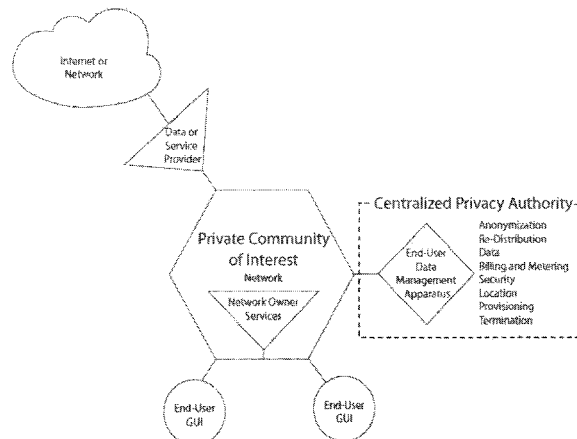 Internet or
Network
Data or
Service
Provider
Private Community
of Interest
Network
Network Owner
Services
End-User
GUI
End-User
GUI
Centralized Privacy Authority
End-User
Data
Management
Apparatus
Anonymization
Re-Distribution
Data
Billing and Metering
Security
Location
Provisioning
Termination